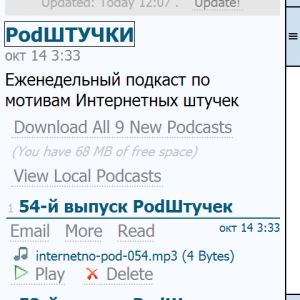 Updated: Today 12:07 . Update!
PodШТУЧКИ
окт 14 3:33
Еженедельный подкаст по
мотивам Интернетных штучек
Download All 9 New Podcasts
(You have 68 MB of free space)
View Local Podcasts
1 54-й выпуск PodШтучек
Email More Read окт 14 3:33
internetno-pod-054.mp3 (4 Bytes)
Play Delete